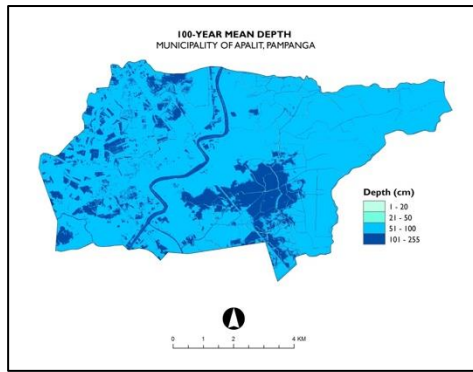 100-YEAR MEAN DEPTH
MUNICIPALITY OF APALIT, PAMPANGA
Depth (cm)
1 - 20
21 - 50
51 - 100
101 - 255
0 1 2 4 KM